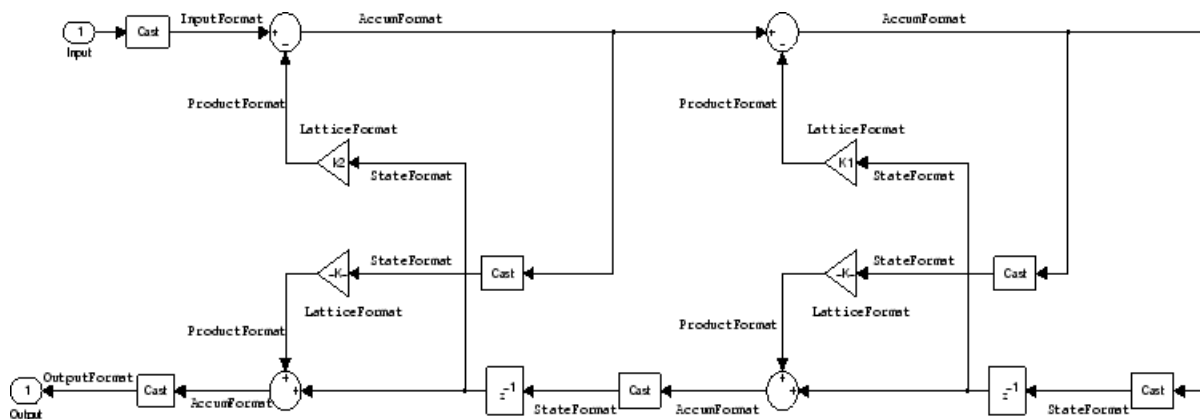 InputFormat
AccumFormat
AccumFormat
1
Cast
+
−
+
−
Input
ProductFormat
ProductFormat
LatticeFormat
LatticeFormat
k2
K1
StateFormat
StateFormat
StateFormat
StateFormat
-K-
Cast
-K-
Cast
LatticeFormat
LatticeFormat
ProductFormat
ProductFormat
OutputFormat
+
+
1
Cast
+
z-1
Cast
+
z-1
Cast
AccumFormat
StateFormat
AccumFormat
StateFormat
Output